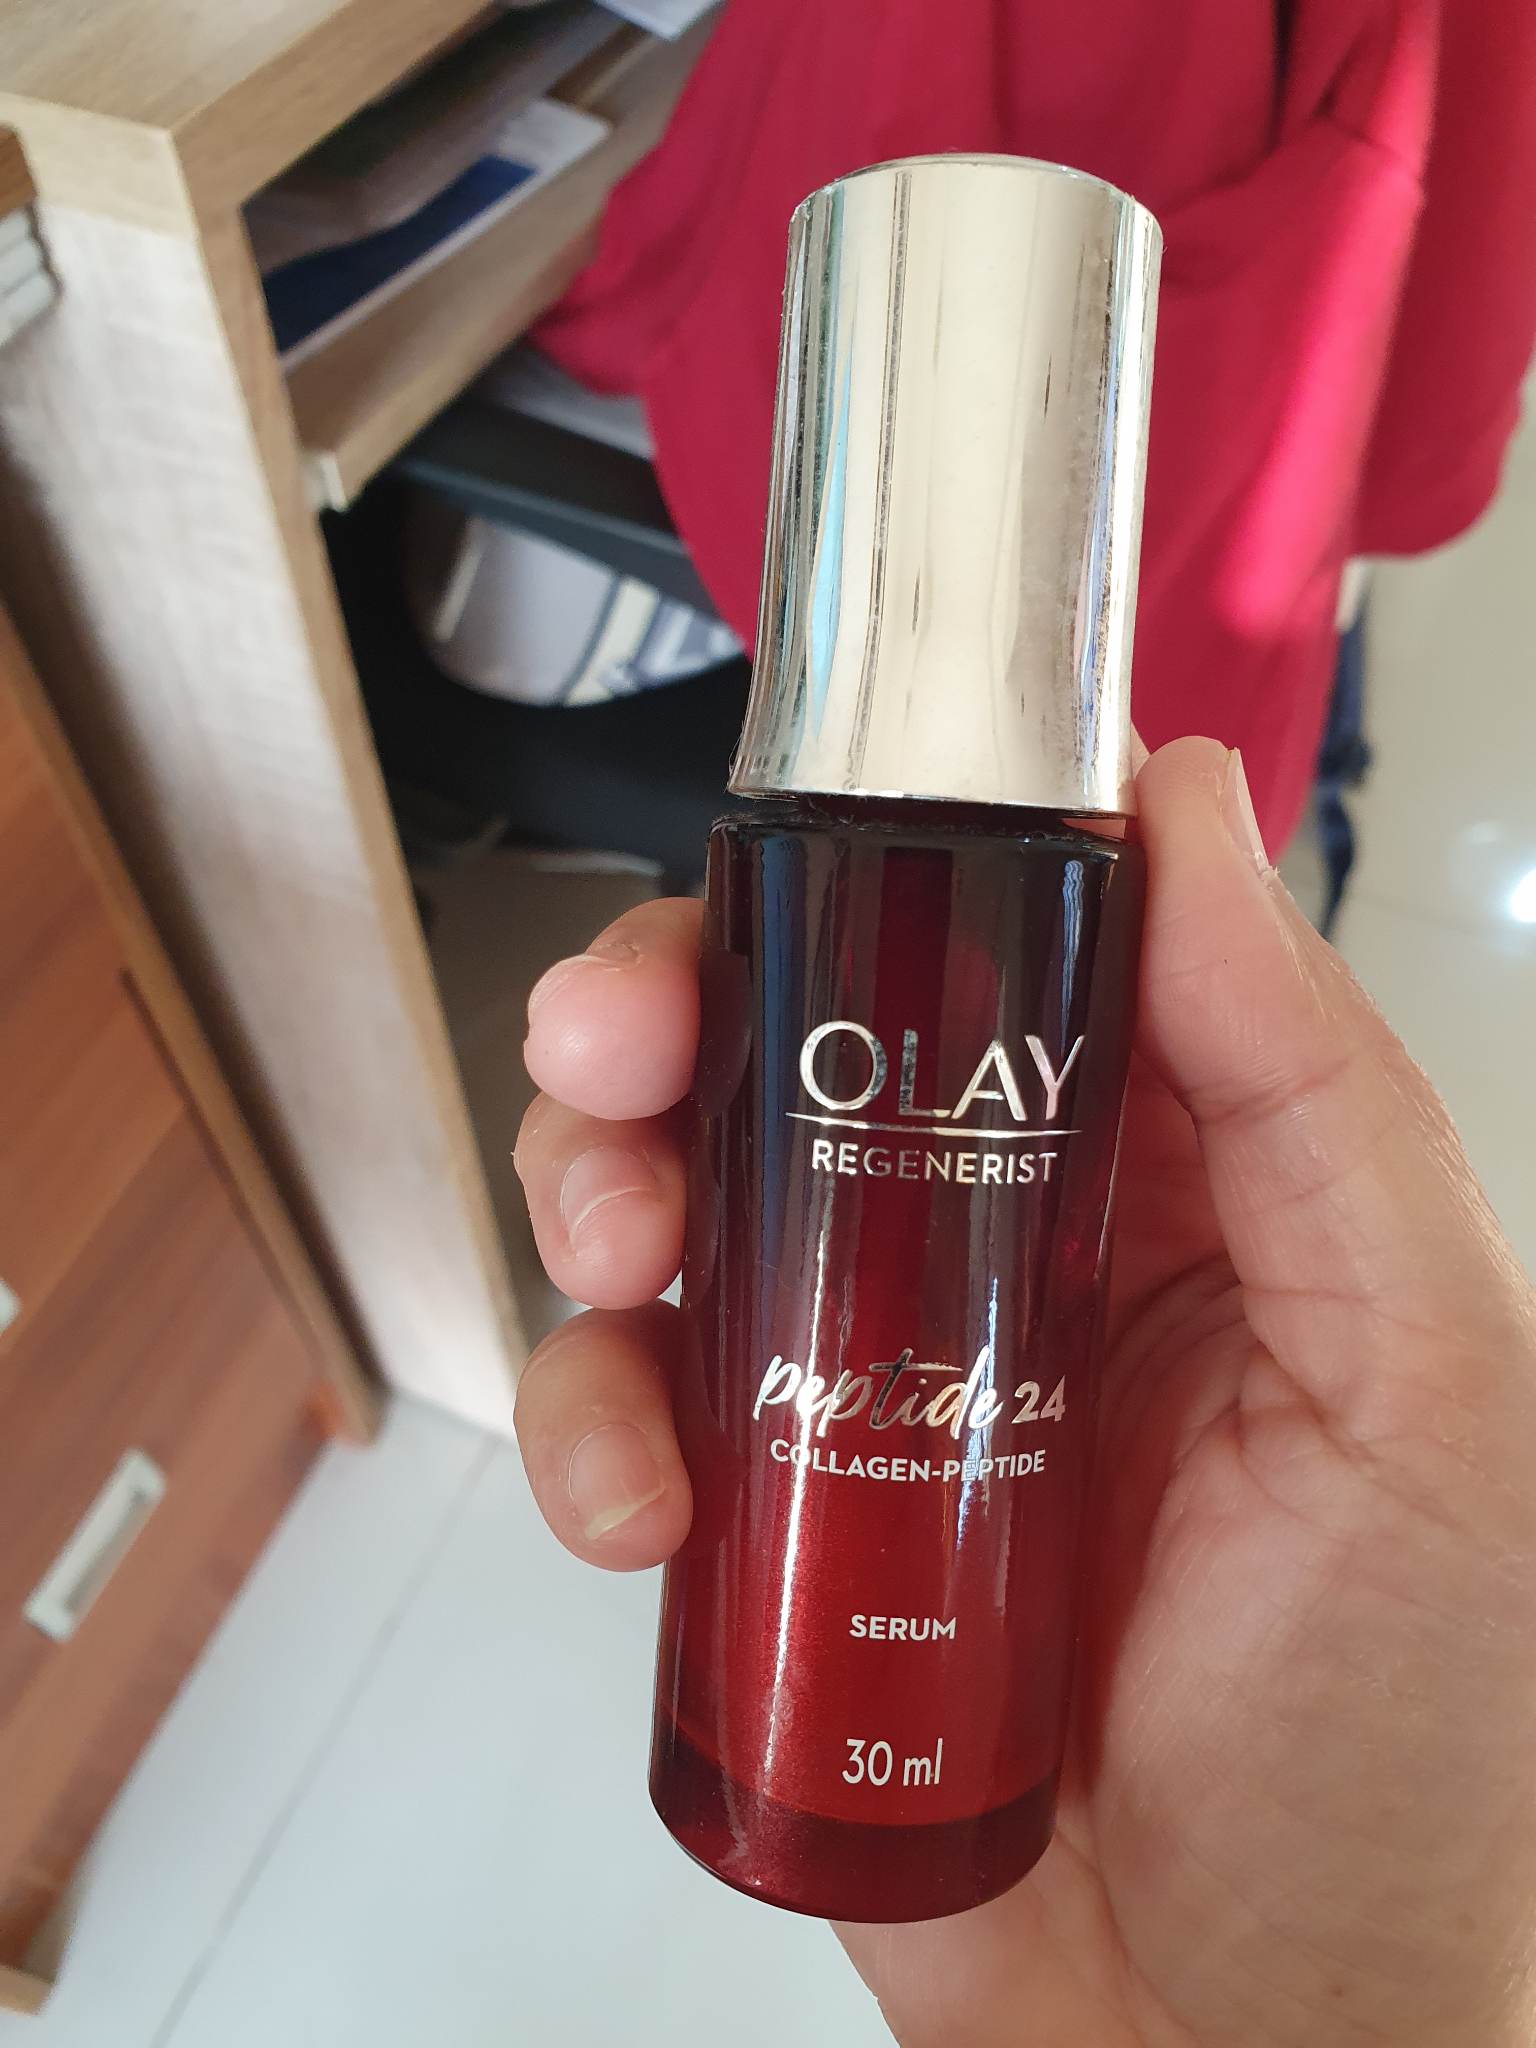 OLAY
REGENERIST
peptide 24
COLLAGEN-PEPTIDE
SERUM
30 ml